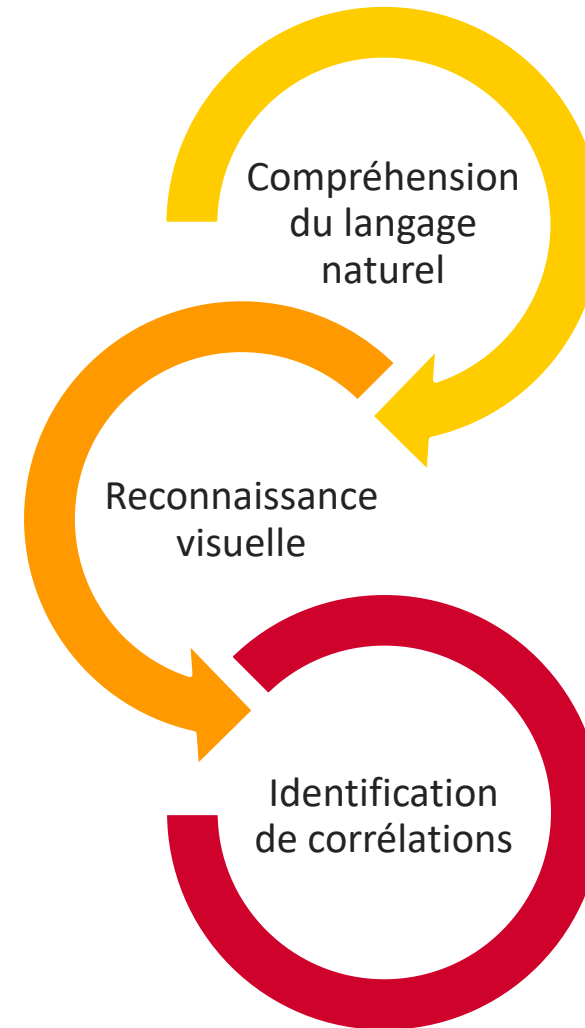 Compréhension
du langage
naturel
Reconnaissance
visuelle
Identification
de corrélations